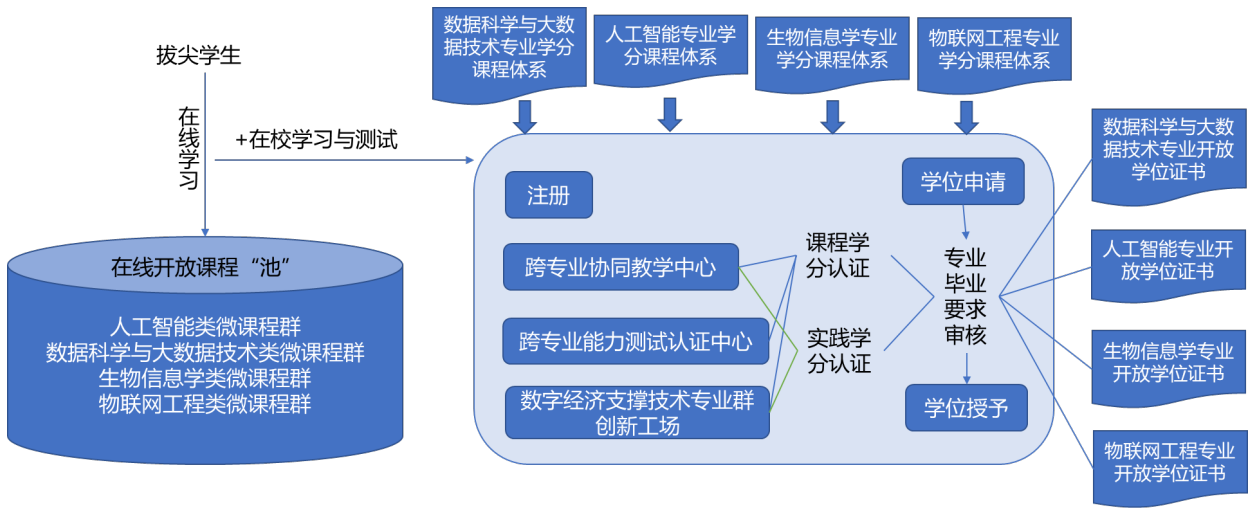 拔尖学生
在线学习
+在校学习与测试
在线开放课程“池”
人工智能类微课程群
数据科学与大数据技术类微课程群
生物信息学类微课程群
物联网工程类微课程群
数据科学与大数
据技术专业学分
课程体系
人工智能专业学
分课程体系
生物信息学专业
学分课程体系
物联网工程专业
学分课程体系
注册
跨专业协同教学中心
跨专业能力测试认证中心
数字经济支撑技术专业群
创新工场
课程学
分认证
实践学
分认证
学位申请
专业
毕业
要求
审核
学位授予
数据科学与大数
据技术专业开放
学位证书
人工智能专业开
放学位证书
生物信息学专业
开放学位证书
物联网工程专业
开放学位证书